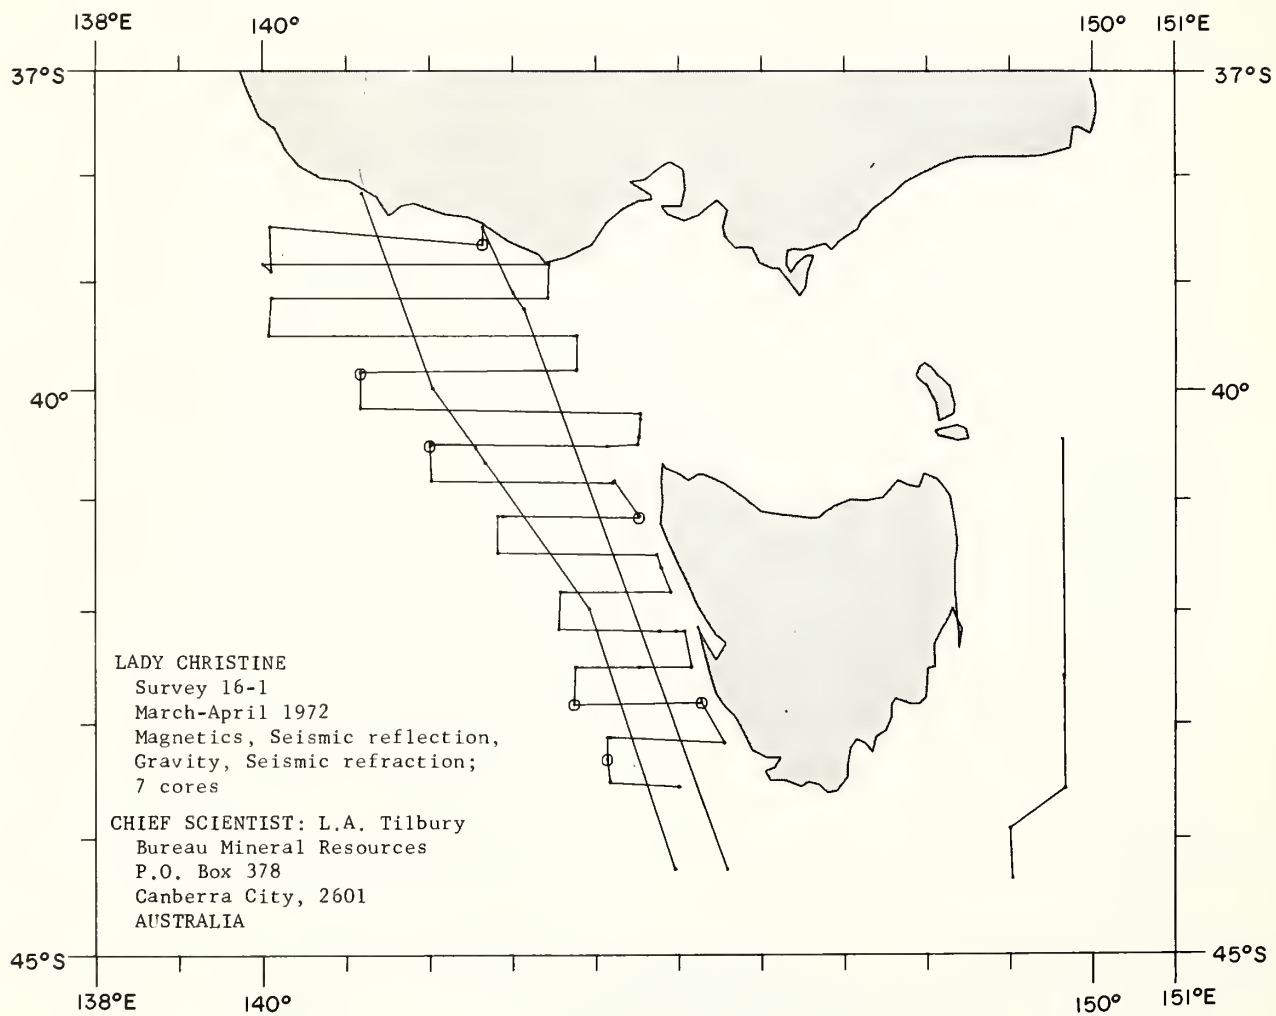 138°E 140° 150° 151°E
37°S 37°S
40° 40°
LADY CHRISTINE
Survey 16-1
March-April 1972
Magnetics, Seismic reflection,
Gravity, Seismic refraction;
7 cores
CHIEF SCIENTIST: L.A. Tilbury
Bureau Mineral Resources
P.O. Box 378
Canberra City, 2601
AUSTRALIA
45°S 45°S
138°E 140° 150° 151°E